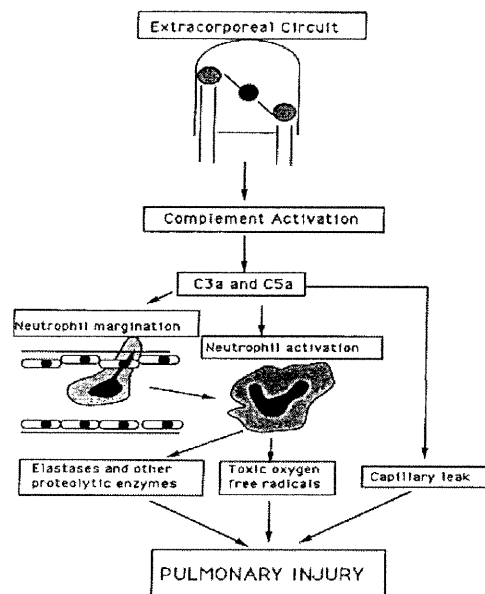 Extracorporeal Circuit
Complement Activation
C3a and C5a
Neutrophil margination
Neutrophil activation
Elastases and other
proteolytic enzymes
Toxic oxygen
free radicals
Capillary leak
PULMONARY INJURY